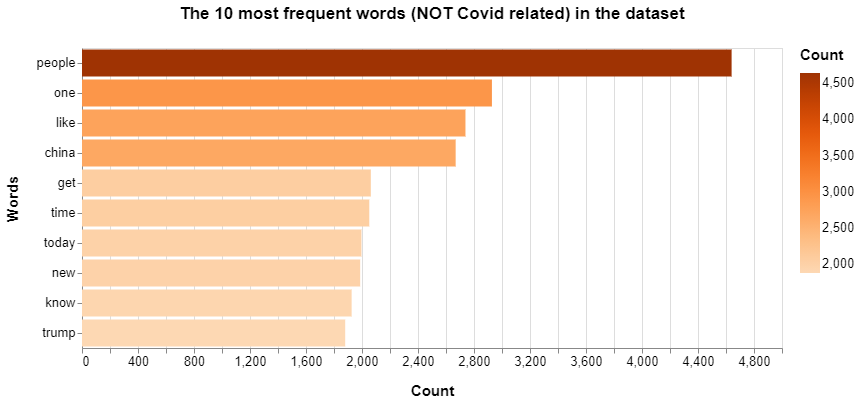 The 10 most frequent words (NOT Covid related) in the dataset
people
one
like
china
get
time
today
new
know
trump
Words
0 400 800 1,200 1,600 2,000 2,400 2,800 3,200 3,600 4,000 4,400 4,800
Count
Count
4,500
4,000
3,500
3,000
2,500
2,000